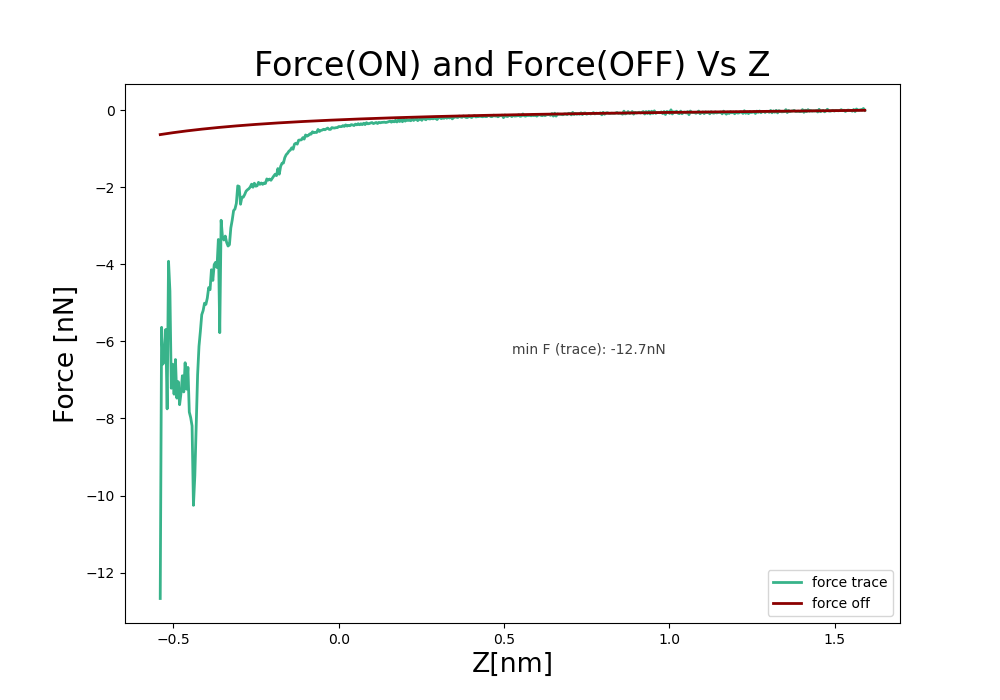 Force(ON) and Force(OFF) Vs Z
0
−2
−4
−6
−8
−10
−12
Force [nN]
min F (trace): -12.7nN
force trace
force off
−0.5 0.0 0.5 1.0 1.5
Z[nm]